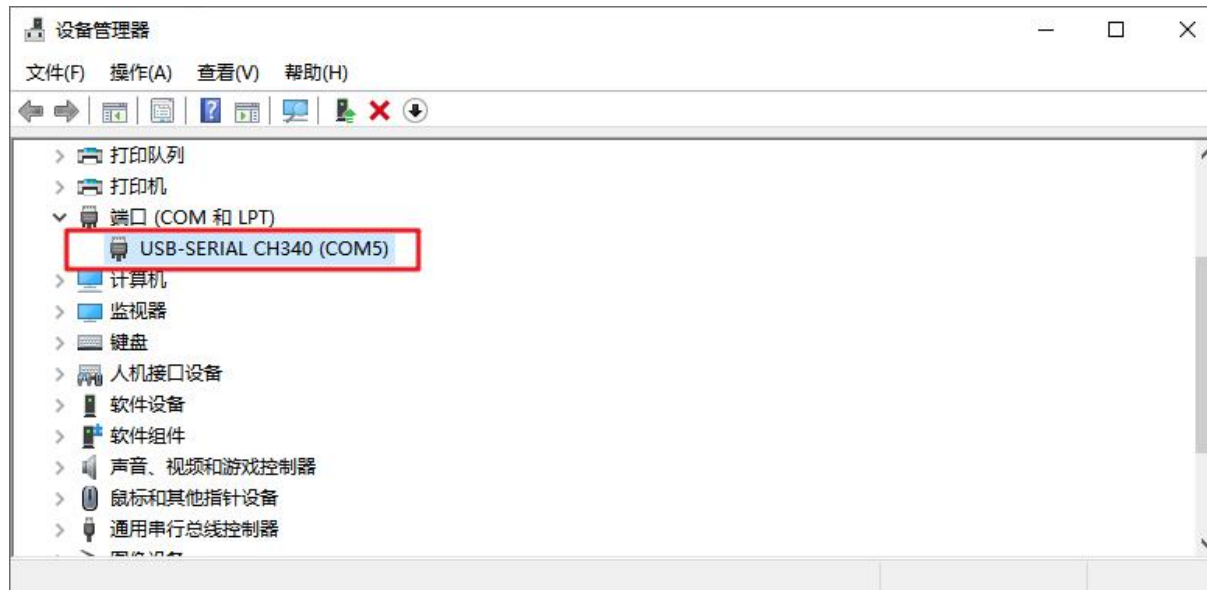 设备管理器
文件(F) 操作(A) 查看(V) 帮助(H)
打印队列
打印机
端口 (COM 和 LPT)
USB-SERIAL CH340 (COM5)
计算机
监视器
键盘
人机接口设备
软件设备
软件组件
声音、视频和游戏控制器
鼠标和其他指针设备
通用串行总线控制器